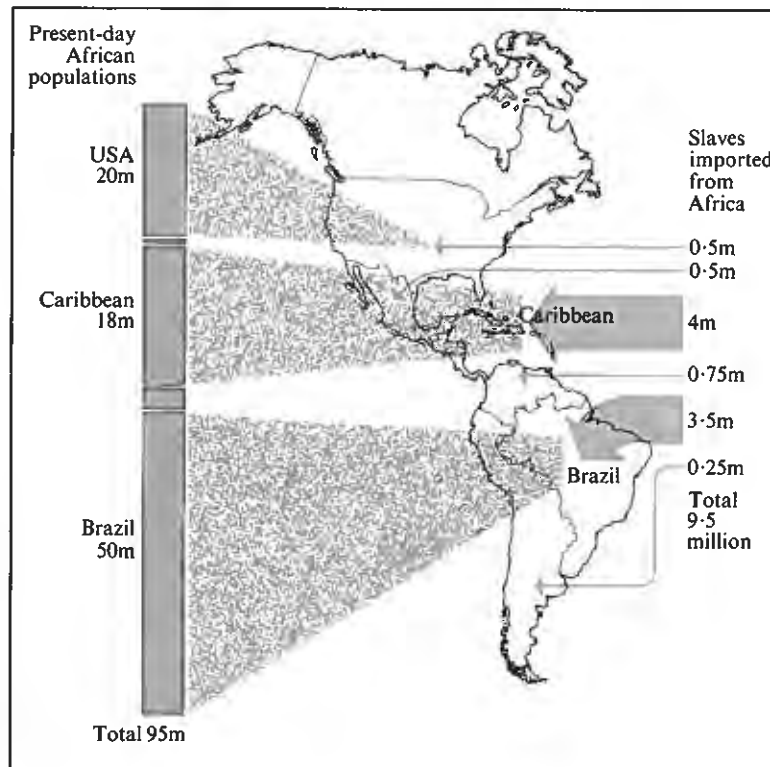 Present-day
African
populations
USA
20m
Caribbean
18m
Brazil
50m
Total 95m
Caribbean
Brazil
Slaves
imported
from
Africa
0·5m
0·5m
4m
0·75m
3·5m
0·25m
Total
9·5
million